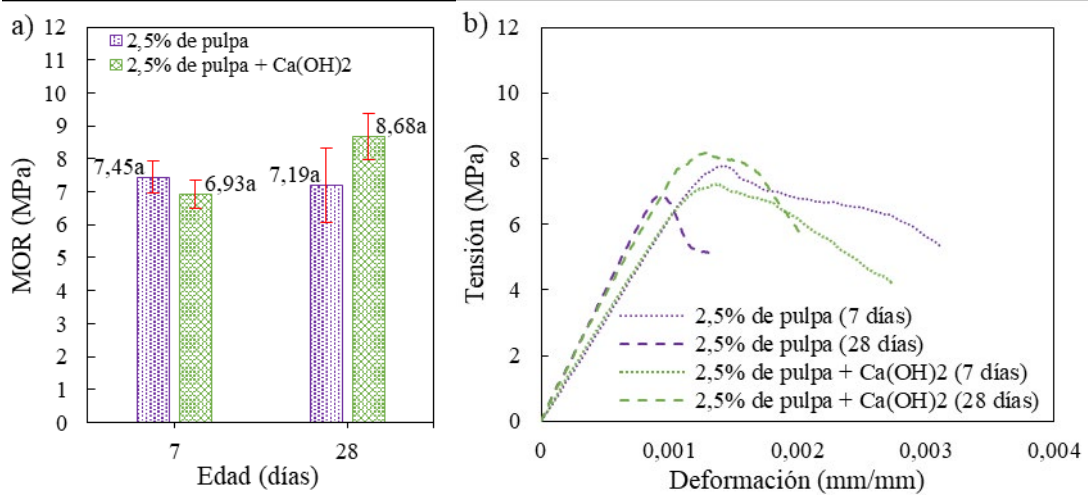 a)
12
11
10
9
8
7
6
5
4
3
2
1
0
MOR (MPa)
2,5% de pulpa
2,5% de pulpa + Ca(OH)2
7,45a
6,93a
7,19a
8,68a
7
28
Edad (días)
b)
12
10
8
6
4
2
0
Tensión (MPa)
2,5% de pulpa (7 días)
2,5% de pulpa (28 días)
2,5% de pulpa + Ca(OH)2 (7 días)
2,5% de pulpa + Ca(OH)2 (28 días)
0
0,001
0,002
0,003
0,004
Deformación (mm/mm)